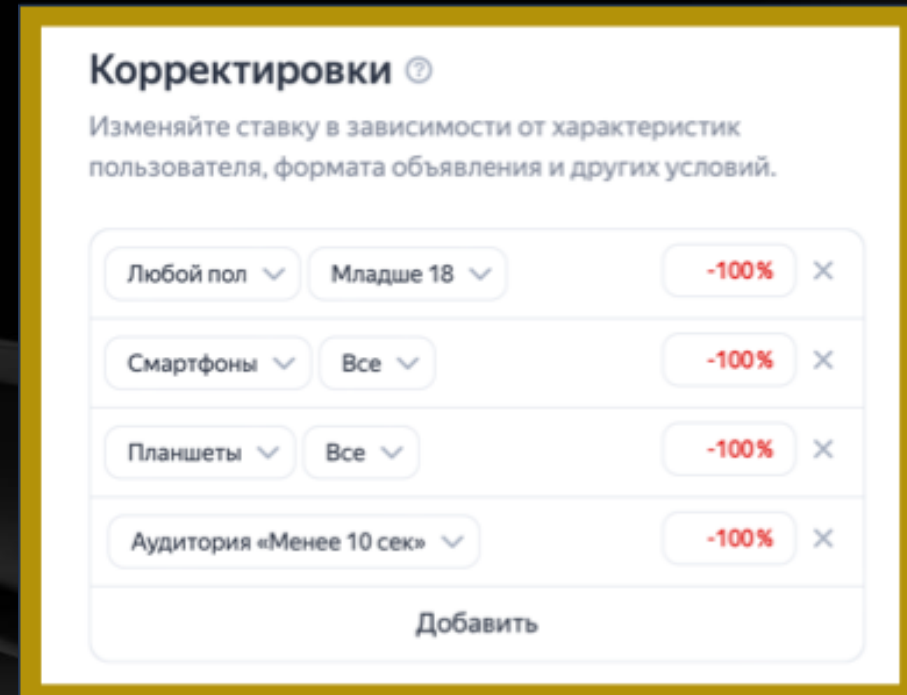 Корректировки
Изменяйте ставку в зависимости от характеристик
пользователя, формата объявления и других условий.
Любой пол Младше 18 -100%
Смартфоны Все -100%
Планшеты Все -100%
Аудитория «Менее 10 сек» -100%
Добавить